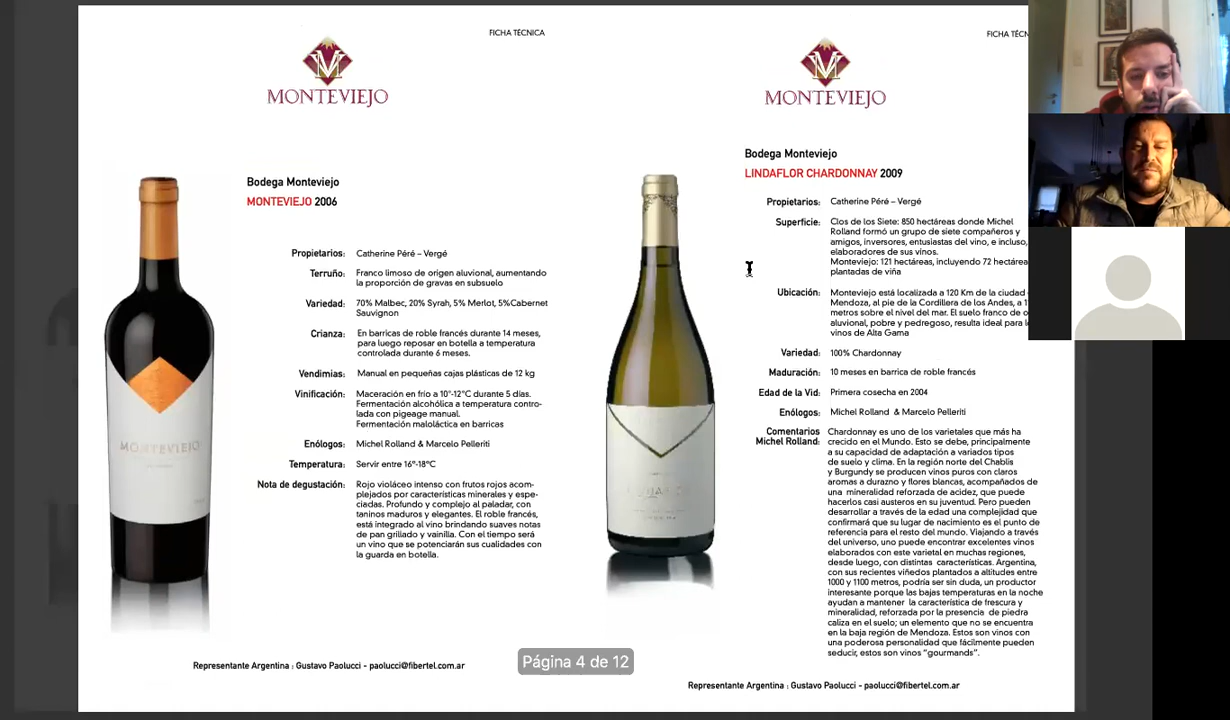 FICHA TÉCNICA
MONTEVIEJO
Bodega Monteviejo
MONTEVIEJO 2006
Propietarios: Catherine Péré – Vergé
Terruño: Franco limoso de origen aluvional, aumentando
la proporción de gravas en subsuelo
Variedad: 70% Malbec, 20% Syrah, 5% Merlot, 5%Cabernet
Sauvignon
Crianza: En barricas de roble francés durante 14 meses,
para luego reposar en botella a temperatura
controlada durante 6 meses.
Vendimias: Manual en pequeñas cajas plásticas de 12 kg
Vinificación: Maceración en frío a 10°-12°C durante 5 días.
Fermentación alcohólica a temperatura contro-
lada con pigeage manual.
Fermentación maloláctica en barricas
Enólogos: Michel Rolland & Marcelo Pelleriti
Temperatura: Servir entre 16°-18°C
Nota de degustación: Rojo violáceo intenso con frutos rojos acom-
plejados por características minerales y espe-
ciadas. Profundo y complejo al paladar, con
taninos maduros y elegantes. El roble francés,
está integrado al vino brindando suaves notas
de pan grillado y vainilla. Con el tiempo será
un vino que se potenciarán sus cualidades con
la guarda en botella.
MONTEVIEJO
Representante Argentina : Gustavo Paolucci - paolucci@fibertel.com.ar
FICHA TÉCN
MONTEVIEJO
Bodega Monteviejo
LINDAFLOR CHARDONNAY 2009
Propietarios: Catherine Péré – Vergé
Superficie: Clos de los Siete: 850 hectáreas donde Michel
Rolland formó un grupo de siete compañeros y
amigos, inversores, entusiastas del vino, e incluso,
elaboradores de sus vinos.
Monteviejo: 121 hectáreas, incluyendo 72 hectárea
plantadas de viña
Ubicación: Monteviejo está localizada a 120 Km de la ciudad
Mendoza, al pie de la Cordillera de los Andes, a 1
metros sobre el nivel del mar. El suelo franco de o
aluvional, pobre y pedregoso, resulta ideal para l
vinos de Alta Gama
Variedad: 100% Chardonnay
Maduración: 10 meses en barrica de roble francés
Edad de la Vid: Primera cosecha en 2004
Enólogos: Michel Rolland & Marcelo Pelleriti
Comentarios Chardonnay es uno de los varietales que más ha
Michel Rolland: crecido en el Mundo. Esto se debe, principalmente
a su capacidad de adaptación a variados tipos
de suelo y clima. En la región norte del Chablis
y Burgundy se producen vinos puros con claros
aromas a durazno y flores blancas, acompañados de
una mineralidad reforzada de acidez, que puede
hacerlos casi austeros en su juventud. Pero pueden
desarrollar a través de la edad una complejidad que
confirmará que su lugar de nacimiento es el punto de
referencia para el resto del mundo. Viajando a través
del universo, uno puede encontrar excelentes vinos
elaborados con este varietal en muchas regiones,
desde luego, con distintas características. Argentina,
con sus recientes viñedos plantados a altitudes entre
1000 y 1100 metros, podría ser sin duda, un productor
interesante porque las bajas temperaturas en la noche
ayudan a mantener la característica de frescura y
mineralidad, reforzada por la presencia de piedra
caliza en el suelo; un elemento que no se encuentra
en la baja región de Mendoza. Estos son vinos con
una poderosa personalidad que fácilmente pueden
seducir, estos son vinos “gourmands”.
Representante Argentina : Gustavo Paolucci - paolucci@fibertel.com.ar
Página 4 de 12